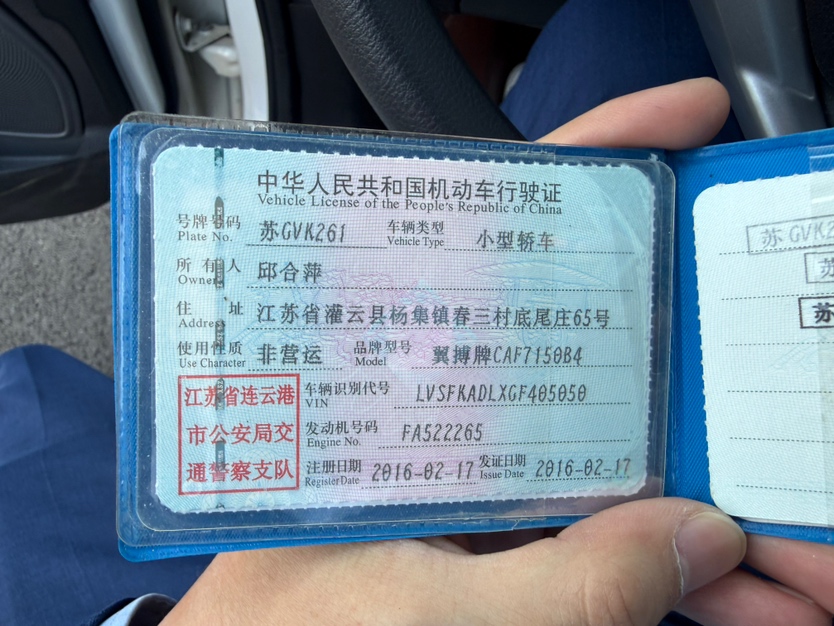 中华人民共和国机动车行驶证
Vehicle License of the People's Republic of China
号牌号码 苏GVK261 车辆类型 小型轿车
Plate No. Vehicle Type
所有人 邱合萍
Owner
住址 江苏省灌云县杨集镇春三村底尾庄65号
Address
使用性质 非营运 品牌型号 翼搏牌CAF7150B4
Use Character Model
江苏省连云港
市公安局交
通警察支队
车辆识别代号 LVSFKADLXGF405050
VIN
发动机号码 FA522265
Engine No.
注册日期 2016-02-17 发证日期 2016-02-17
Register Date Issue Date
苏GVK2
苏
苏